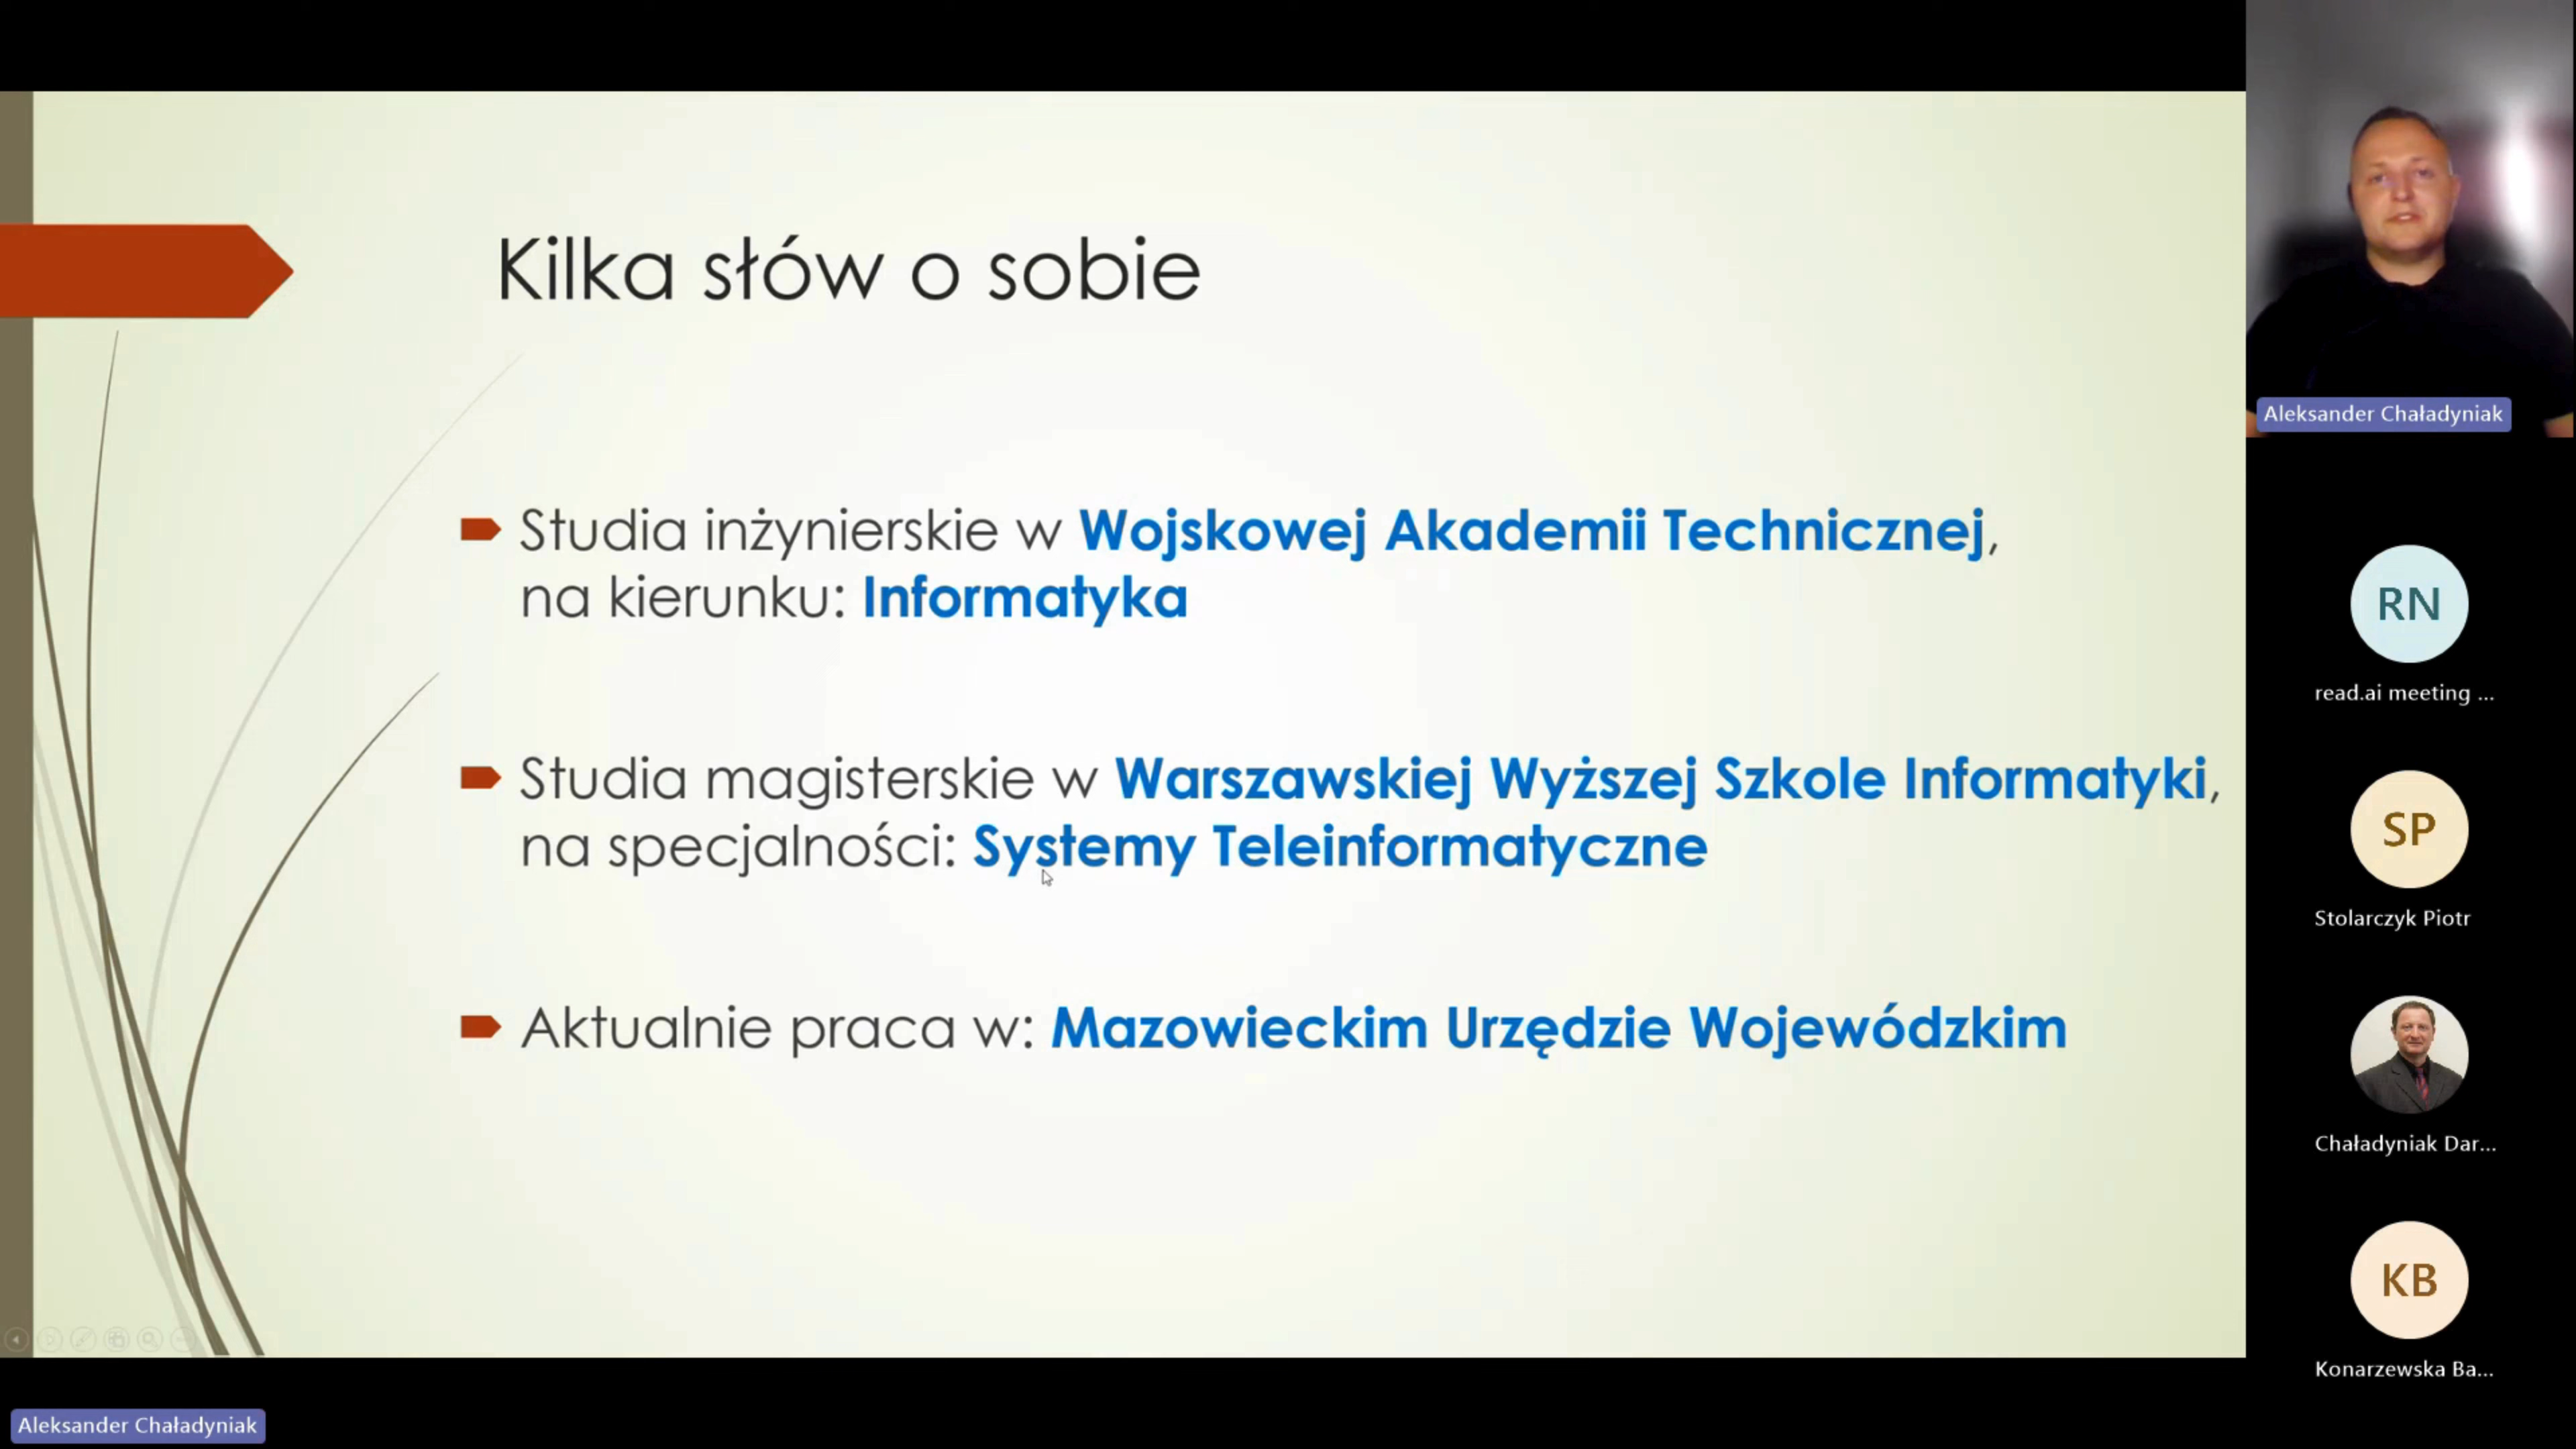 Kilka słów o sobie
Studia inżynierskie w Wojskowej Akademii Technicznej,
na kierunku: Informatyka
Studia magisterskie w Warszawskiej Wyższej Szkole Informatyki,
na specjalności: Systemy Teleinformatyczne
Aktualnie praca w: Mazowieckim Urzędzie Wojewódzkim
Aleksander Chaładyniak
Aleksander Chaładyniak
RN
read.ai meeting ...
SP
Stolarczyk Piotr
Chaładyniak Dar...
KB
Konarzewska Ba...